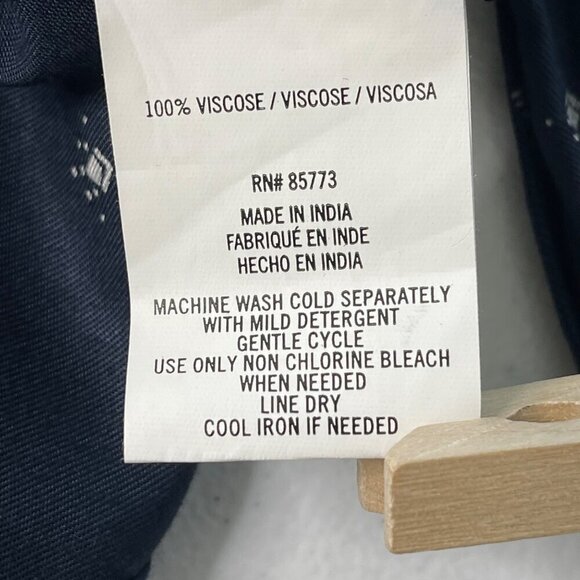 100% VISCOSE / VISCOSE / VISCOSA
RN# 85773
MADE IN INDIA
FABRIQUÉ EN INDE
HECHO EN INDIA
MACHINE WASH COLD SEPARATELY
WITH MILD DETERGENT
GENTLE CYCLE
USE ONLY NON CHLORINE BLEACH
WHEN NEEDED
LINE DRY
COOL IRON IF NEEDED